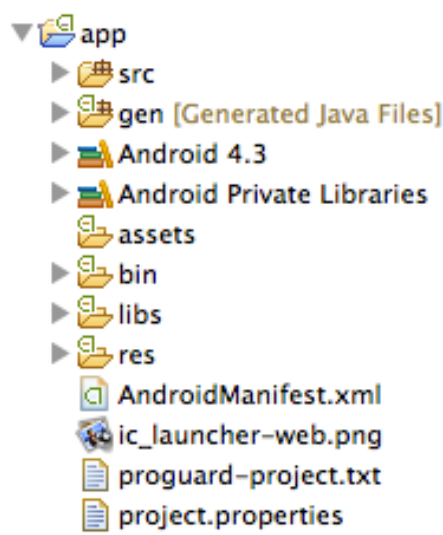 app
src
gen [Generated Java Files]
Android 4.3
Android Private Libraries
assets
bin
libs
res
AndroidManifest.xml
ic_launcher-web.png
proguard-project.txt
project.properties